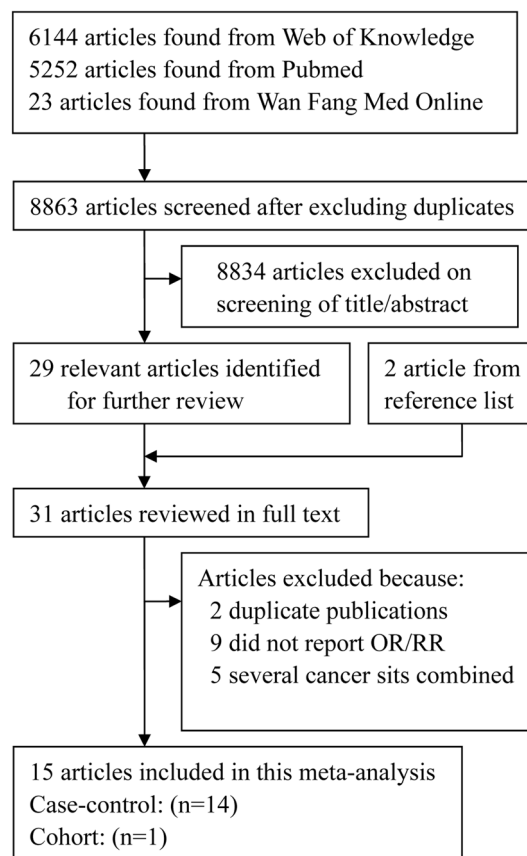 6144 articles found from Web of Knowledge
5252 articles found from Pubmed
23 articles found from Wan Fang Med Online
8863 articles screened after excluding duplicates
8834 articles excluded on
screening of title/abstract
29 relevant articles identified
for further review
2 article from
reference list
31 articles reviewed in full text
Articles excluded because:
2 duplicate publications
9 did not report OR/RR
5 several cancer sits combined
15 articles included in this meta-analysis
Case-control: (n=14)
Cohort: (n=1)